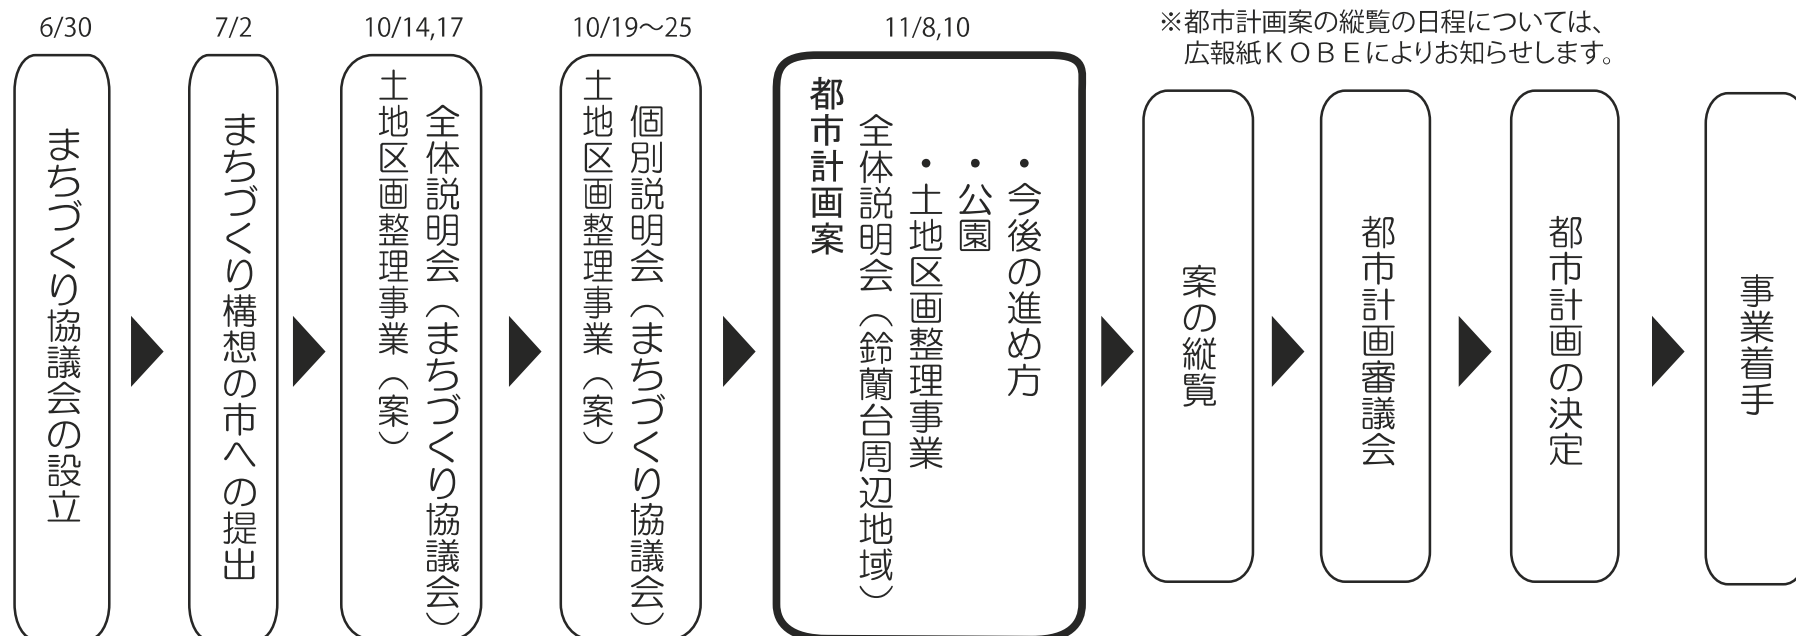 6/30
まちづくり協議会の設立
7/2
まちづくり構想の市への提出
10/14,17
土地区画整理事業（案）
全体説明会（まちづくり協議会）
10/19〜25
土地区画整理事業（案）
個別説明会（まちづくり協議会）
11/8,10
都市計画案
全体説明会（鈴蘭台周辺地域）
・土地区画整理事業
・公園
・今後の進め方
※都市計画案の縦覧の日程については、
広報紙ＫＯＢＥによりお知らせします。
案の縦覧
都市計画審議会
都市計画の決定
事業着手